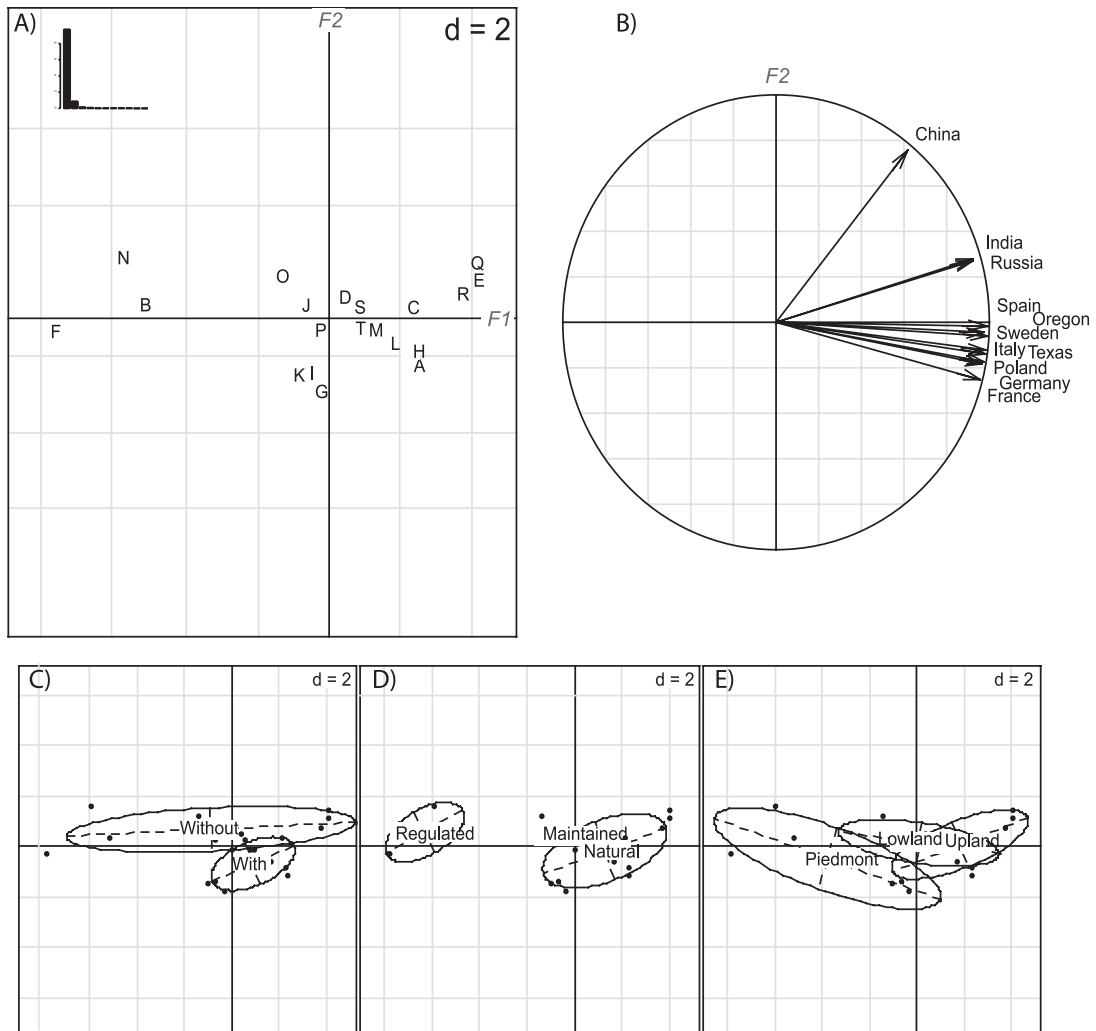 A)
F2
d = 2
N
O
Q
E
B
J
D
S
C
R
F1
F
P
T
M
L
H
K
I
A
G
B)
F2
China
India
Russia
Spain
Oregon
Sweden
Italy
Texas
Poland
Germany
France
C)
d = 2
Without
With
D)
d = 2
Regulated
Maintained
Natural
E)
d = 2
Lowland
Upland
Piedmont